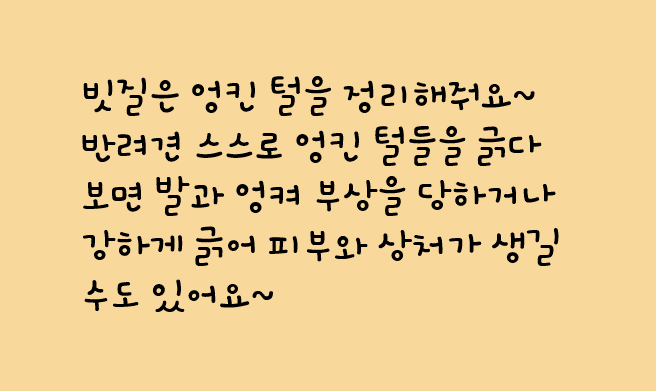 빗질은 엉킨 털을 정리해줘요~
반려견 스스로 엉킨 털들을 긁다
보면 발과 엉켜 부상을 당하거나
강하게 긁어 피부와 상처가 생길
수도 있어요~